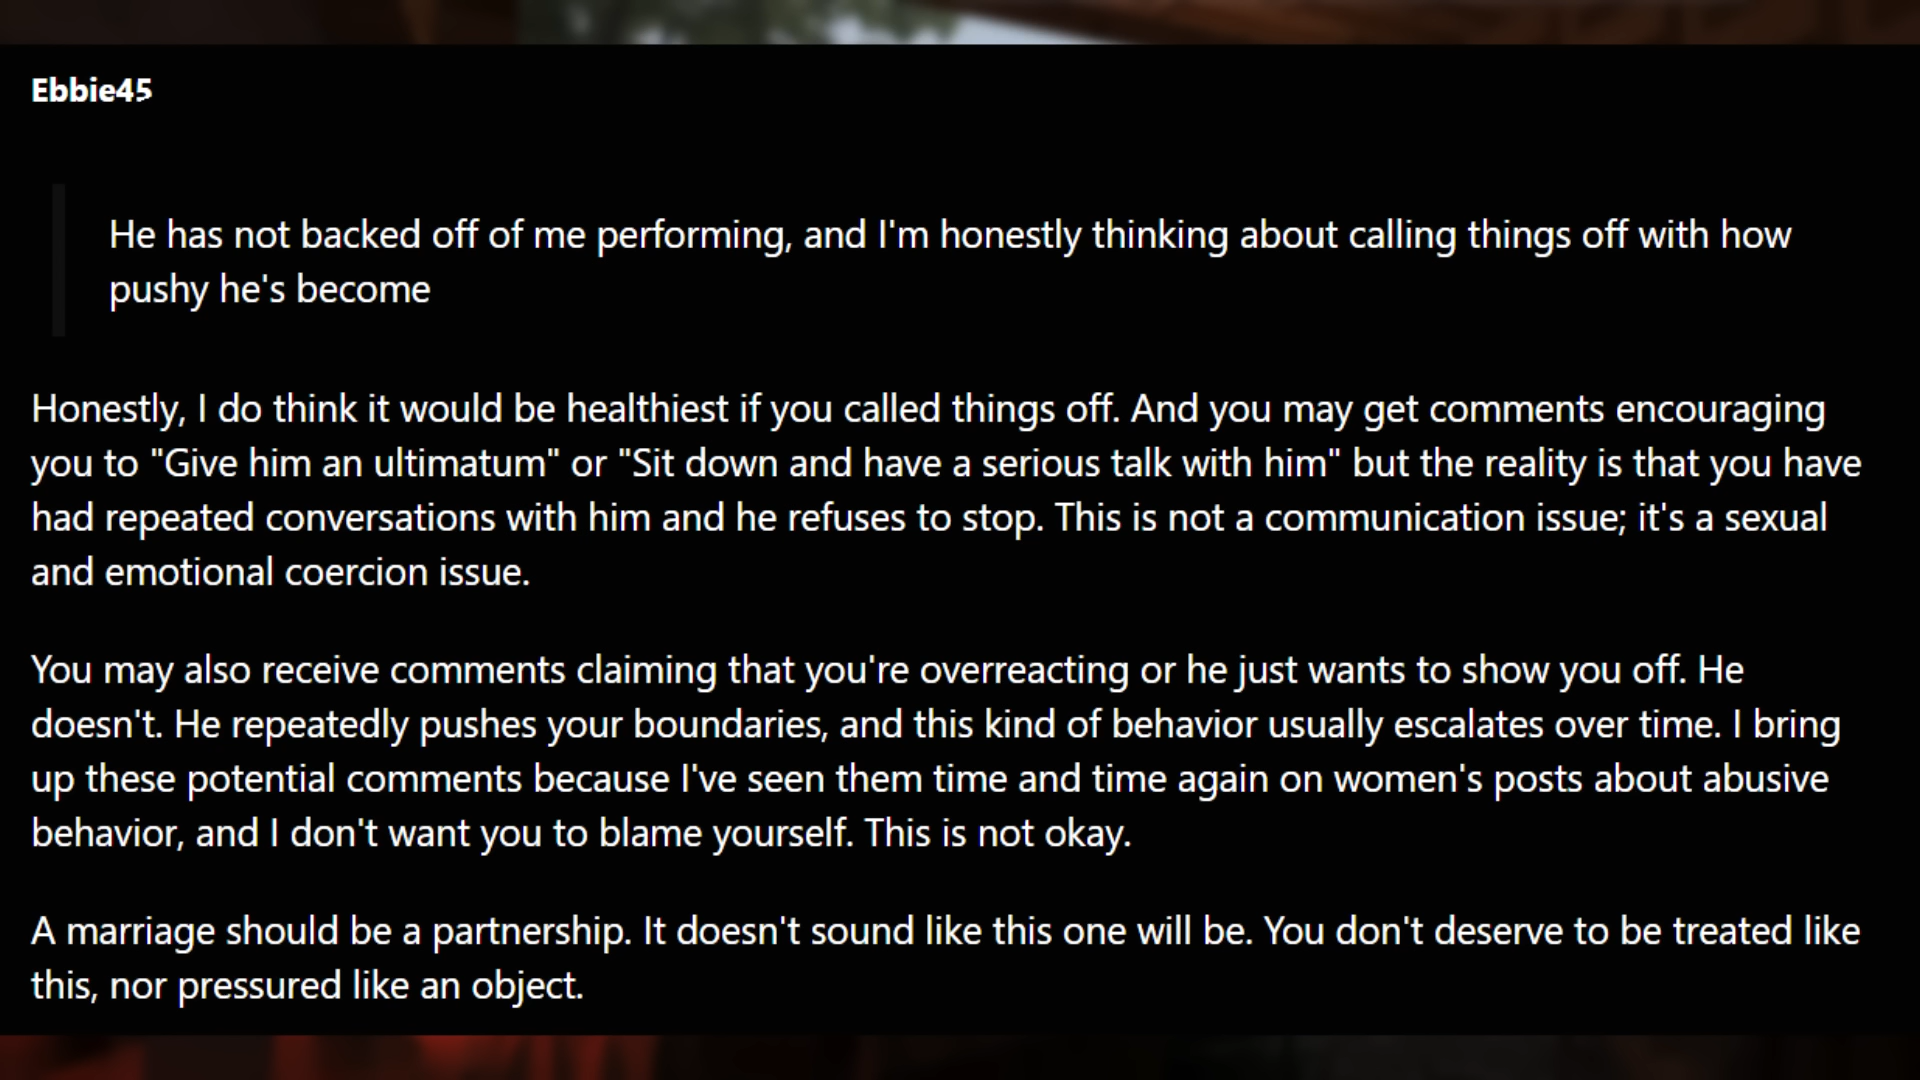 Ebbie45
He has not backed off of me performing, and I'm honestly thinking about calling things off with how
pushy he's become
Honestly, I do think it would be healthiest if you called things off. And you may get comments encouraging
you to "Give him an ultimatum" or "Sit down and have a serious talk with him" but the reality is that you have
had repeated conversations with him and he refuses to stop. This is not a communication issue; it's a sexual
and emotional coercion issue.
You may also receive comments claiming that you're overreacting or he just wants to show you off. He
doesn't. He repeatedly pushes your boundaries, and this kind of behavior usually escalates over time. I bring
up these potential comments because I've seen them time and time again on women's posts about abusive
behavior, and I don't want you to blame yourself. This is not okay.
A marriage should be a partnership. It doesn't sound like this one will be. You don't deserve to be treated like
this, nor pressured like an object.